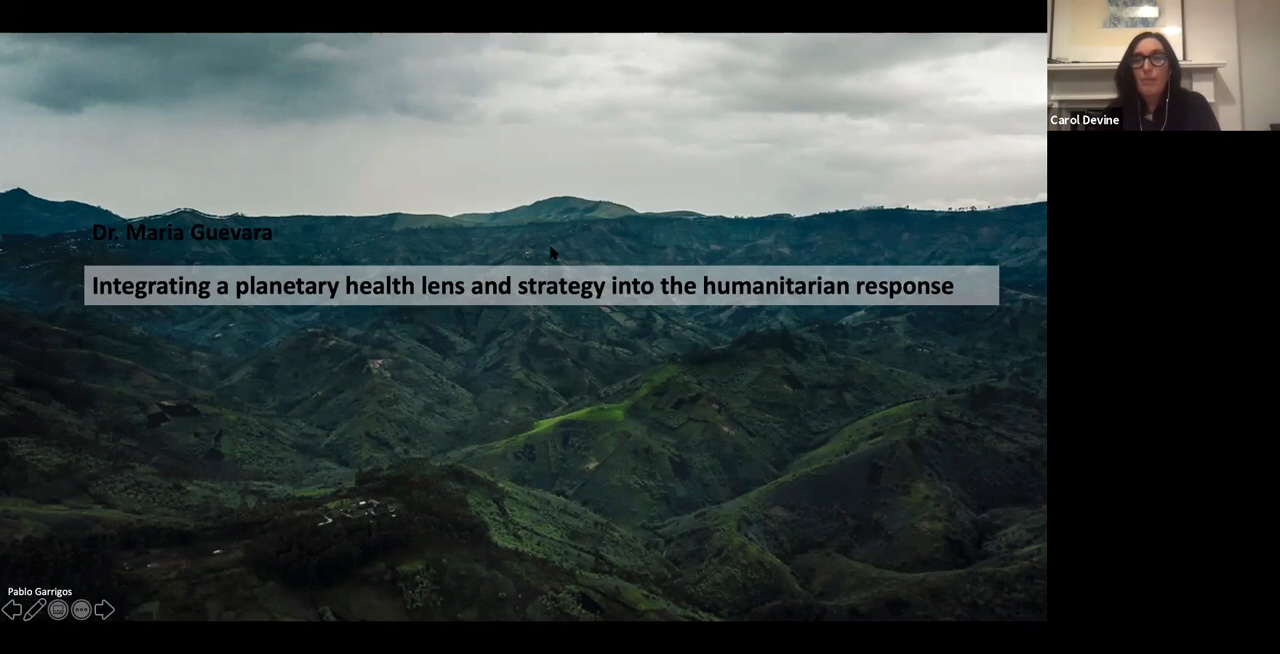 Dr. Maria Guevara
Integrating a planetary health lens and strategy into the humanitarian response
Carol Devine
Pablo Garrigos